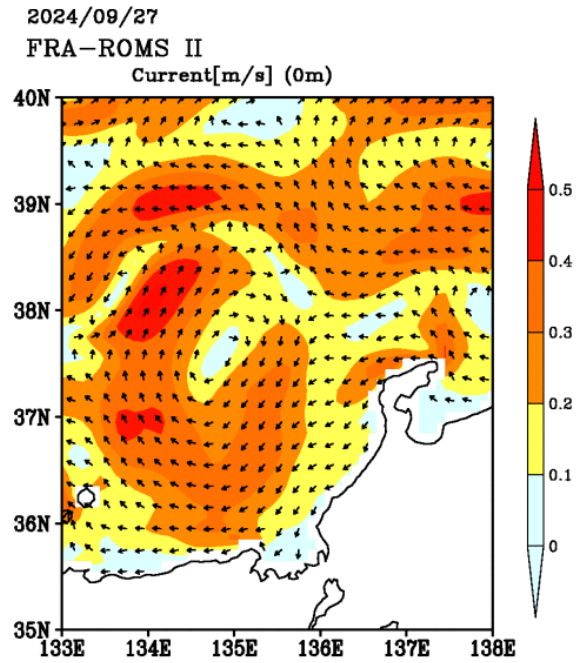 2024/09/27
FRA-ROMS II
Current[m/s] (0m)
40N
39N
38N
37N
36N
35N
133E 134E 135E 136E 137E 138E
0.5
0.4
0.3
0.2
0.1
0